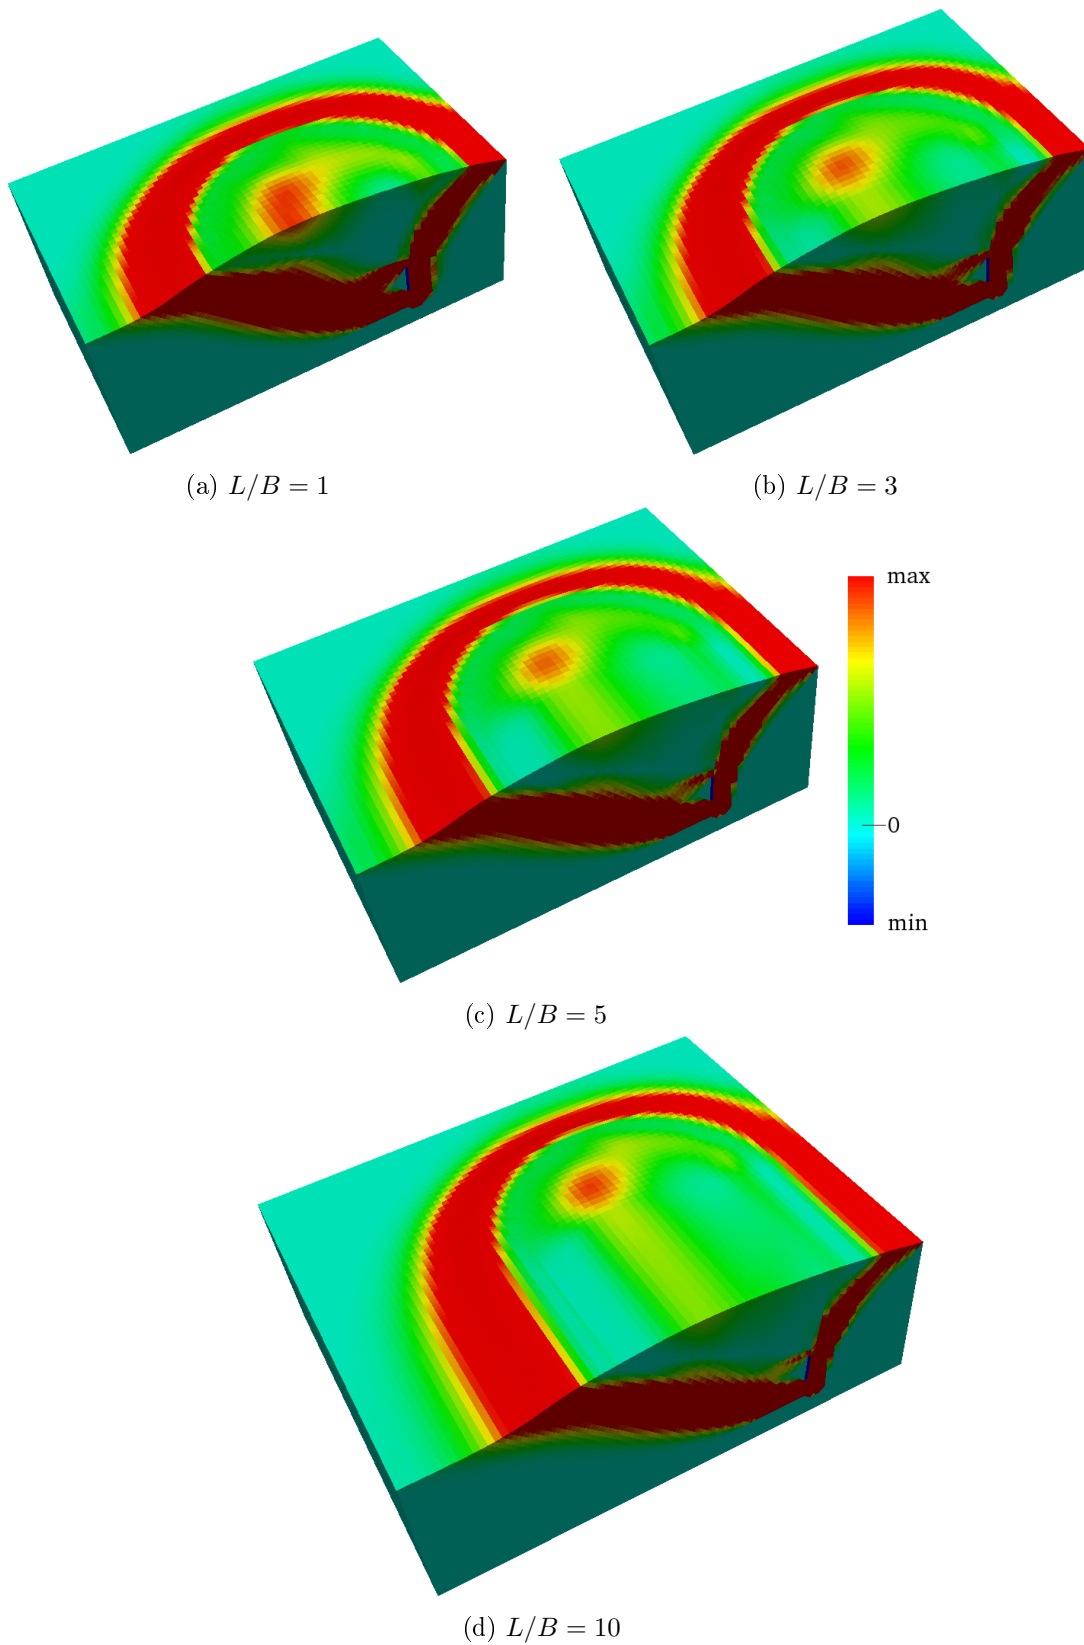 (a) L/B = 1
(b) L/B = 3
max
0
min
(c) L/B = 5
(d) L/B = 10